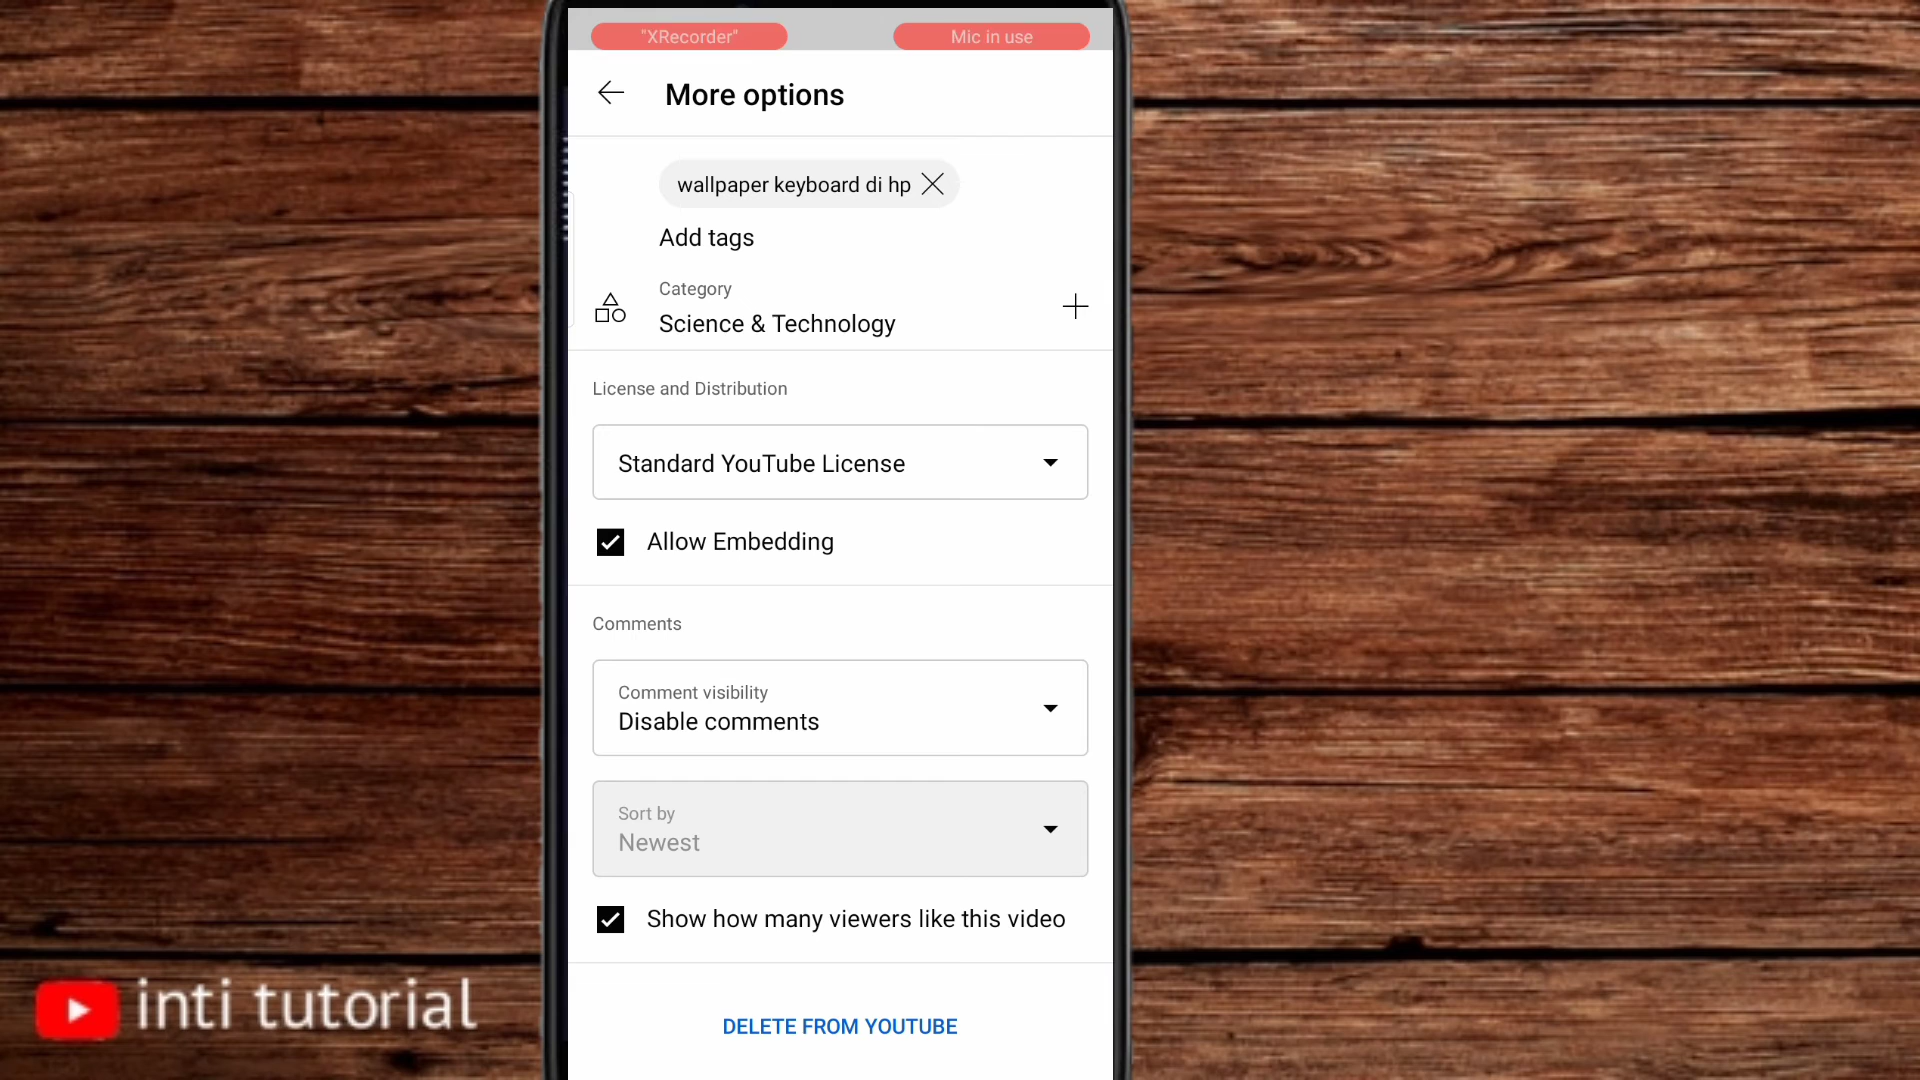 "XRecorder"
Mic in use
More options
wallpaper keyboard di hp
Add tags
Category
Science & Technology
License and Distribution
Standard YouTube License
Allow Embedding
Comments
Comment visibility
Disable comments
Sort by
Newest
Show how many viewers like this video
DELETE FROM YOUTUBE
inti tutorial